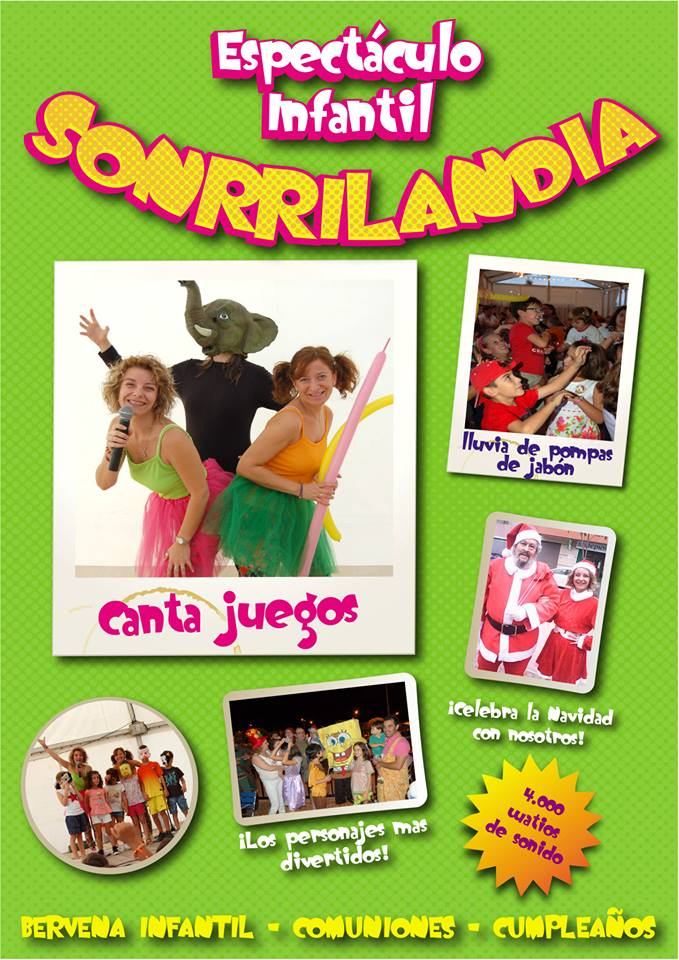 Espectáculo
Infantil
SONRRILANDIA
lluvia de pompas
de jabón
canta juegos
¡Celebra la Navidad
con nosotros!
¡Los personajes mas
divertidos!
4.000
watios
de sonido
BERVENA INFANTIL - COMUNIONES - CUMPLEAÑOS